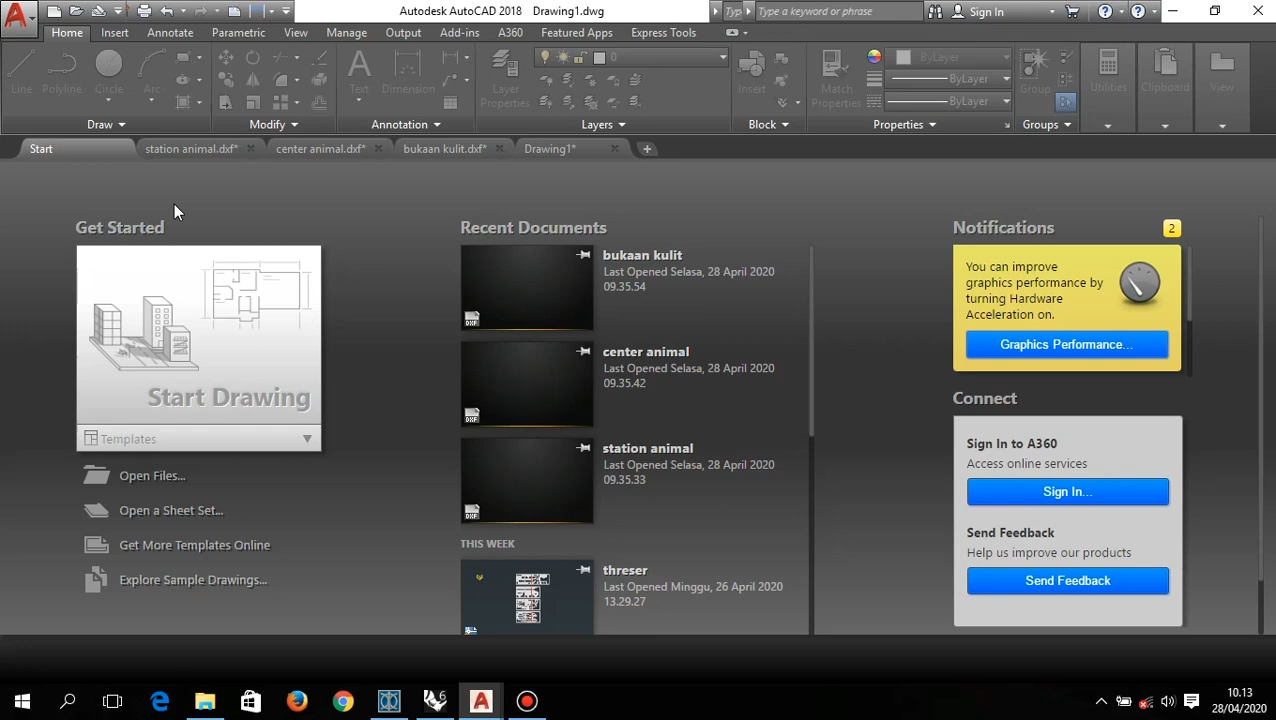 Autodesk AutoCAD 2018 Drawing1.dwg
Typ
Type a keyword or phrase
Sign In
Home Insert Annotate Parametric View Manage Output Add-ins A360 Featured Apps Express Tools
Line Polyline Circle Arc
Text Dimension
Layer Properties
0
Insert
Match Properties
ByLayer
ByLayer
ByLayer
Group
Utilities Clipboard View
Draw Modify Annotation Layers Block Properties Groups
Start station animal.dxf* center animal.dxf* bukaan kulit.dxf* Drawing1*
Get Started
Start Drawing
Templates
Open Files...
Open a Sheet Set...
Get More Templates Online
Explore Sample Drawings...
Recent Documents
bukaan kulit
Last Opened Selasa, 28 April 2020
09.35.54
DXF
center animal
Last Opened Selasa, 28 April 2020
09.35.42
DXF
station animal
Last Opened Selasa, 28 April 2020
09.35.33
DXF
THIS WEEK
threser
Last Opened Minggu, 26 April 2020
13.29.27
Notifications
2
You can improve
graphics performance by
turning Hardware
Acceleration on.
Graphics Performance...
Connect
Sign In to A360
Access online services
Sign In...
Send Feedback
Help us improve our products
Send Feedback
6
10.13
28/04/2020